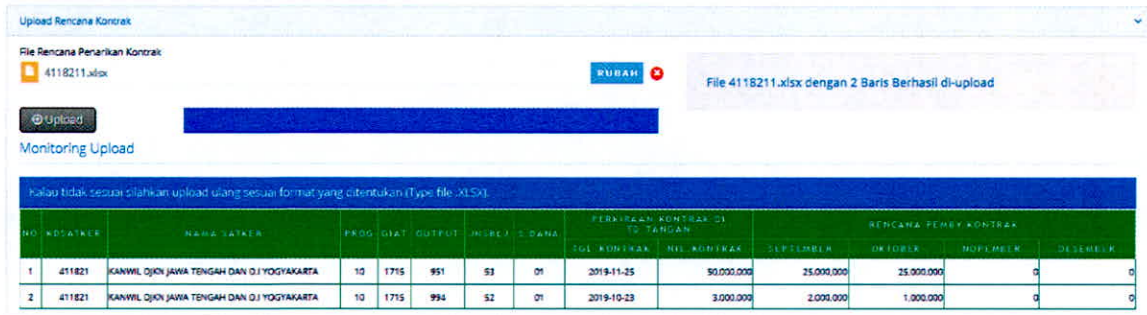 Upload Rencana Kontrak
File Rencana Penarikan Kontrak
4118211.xlsx
RUBAH
File 4118211.xlsx dengan 2 Baris Berhasil di-upload
Upload
Monitoring Upload
Kalau tidak sesuai silahkan upload ulang sesuai format yang ditentukan (Type file .XLSX).
PERKIRAAN KONTRAK DI TD TANGAN RENCANA PEMBY KONTRAK
NO KDSATKER NAMA SATKER PROG GIAT OUTPUT JNSBEL S.DANA TGL KONTRAK NIL.KONTRAK SEPTEMBER OKTOBER NOPEMBER DESEMBER
1 411821 KANWIL DJKN JAWA TENGAH DAN D.I YOGYAKARTA 10 1715 951 53 01 2019-11-25 50,000,000 25,000,000 25,000,000 0 0
2 411821 KANWIL DJKN JAWA TENGAH DAN D.I YOGYAKARTA 10 1715 994 52 01 2019-10-23 3,000,000 2,000,000 1,000,000 0 0